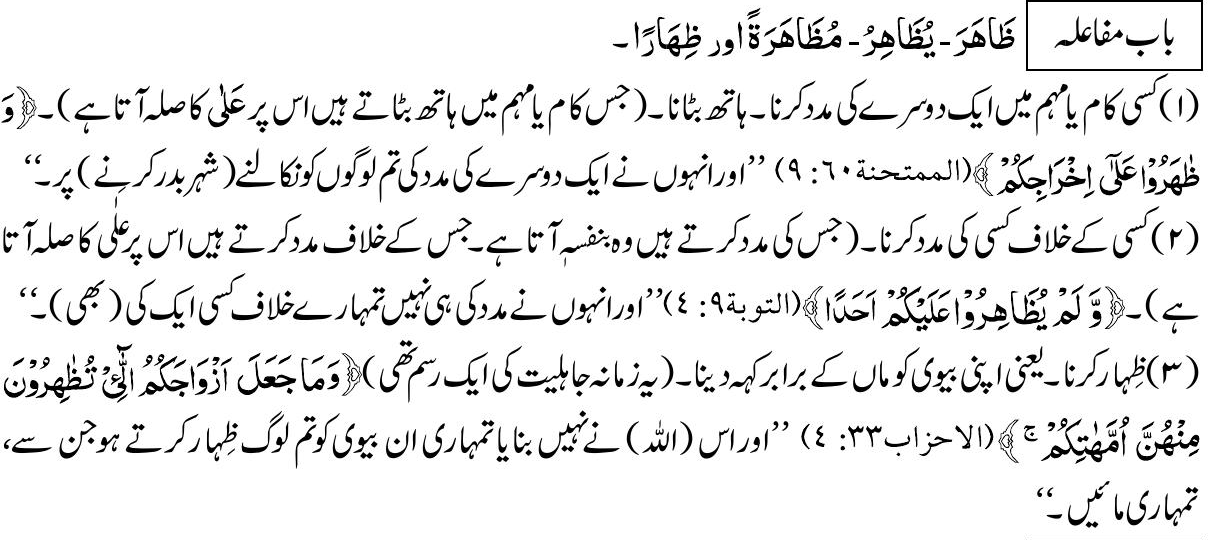 باب مفاعلہ ظَاهَرَ۔ يُظَاهِرُ۔ مُظَاهَرَةً اور ظِهَارًا۔
(۱) کسی کام یا مہم میں ایک دوسرے کی مدد کرنا۔ ہاتھ بٹانا۔ (جس کام یا مہم میں ہاتھ بٹاتے ہیں اس پر عَلٰی کا صلہ آتا ہے)۔ ﴿وَ
ظٰهَرُوْا عَلٰٓى اِخْرَاجِكُمْ﴾ (الممتحنة ٦٠: ٩) ’’اور انہوں نے ایک دوسرے کی مدد کی تم لوگوں کو نکالنے (شہر بدر کرنے) پر۔‘‘
(۲) کسی کے خلاف کسی کی مدد کرنا۔ (جس کی مدد کرتے ہیں وہ بنفسہٖ آتا ہے۔ جس کے خلاف مدد کرتے ہیں اس پر عَلٰی کا صلہ آتا
ہے)۔ ﴿وَّ لَمْ يُظَاهِرُوْا عَلَيْكُمْ اَحَدًا﴾ (التوبة ٩: ٤) ’’اور انہوں نے مدد کی ہی نہیں تمہارے خلاف کسی ایک کی (بھی)۔‘‘
(۳) ظِہار کرنا۔ یعنی اپنی بیوی کو ماں کے برابر کہہ دینا۔ (یہ زمانہ جاہلیت کی ایک رسم تھی) ﴿وَمَا جَعَلَ اَزْوَاجَكُمُ الّٰٓـِٔيْ تُظٰهِرُوْنَ
مِنْهُنَّ اُمَّهٰتِكُمْ ۚ﴾ (الاحزاب ٣٣: ٤) ’’اور اس (اللہ) نے نہیں بنایا تمہاری ان بیوی کو تم لوگ ظِہار کرتے ہو جن سے،
تمہاری مائیں۔‘‘